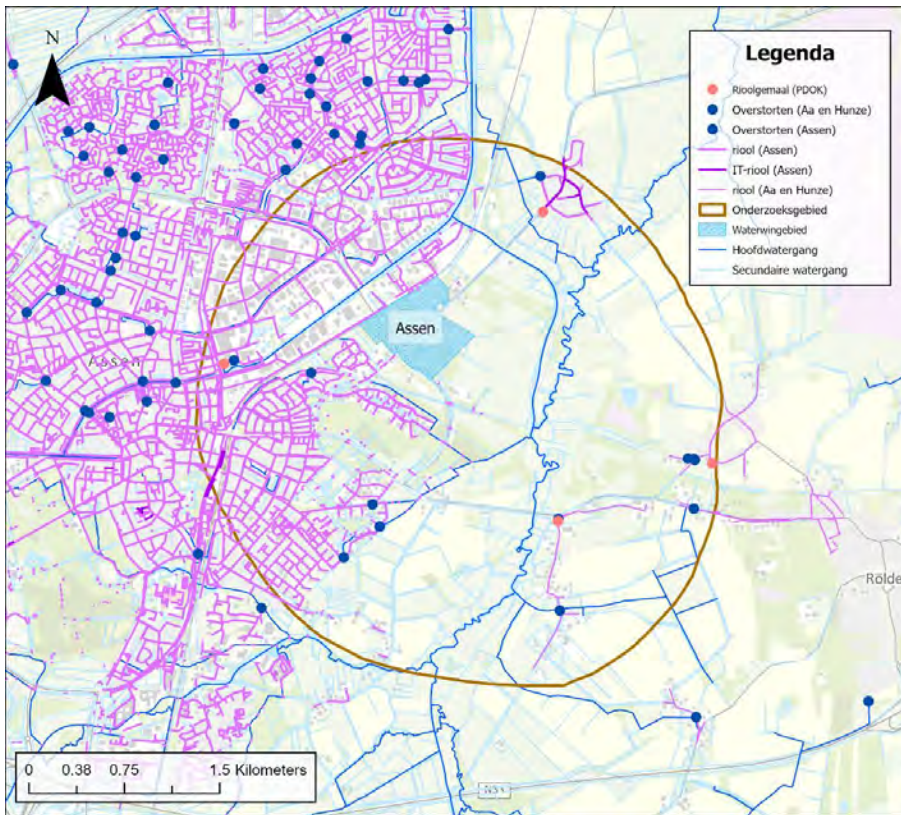 N
Legenda
Rioolgemaal (PDOK)
Overstorten (Aa en Hunze)
Overstorten (Assen)
riool (Assen)
IT-riool (Assen)
riool (Aa en Hunze)
Onderzoeksgebied
Waterwingebied
Hoofdwatergang
Secundaire watergang
Assen
Assen
Rolde
0 0.38 0.75 1.5 Kilometers